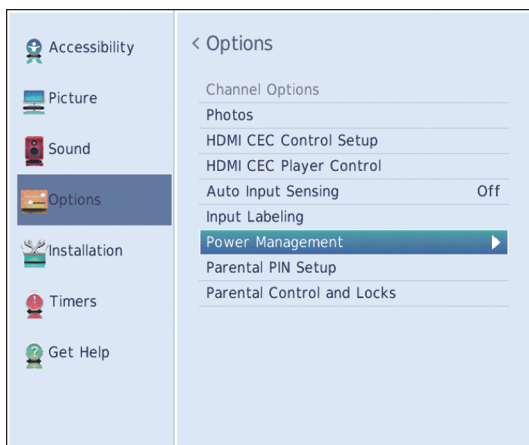 Accessibility
Picture
Sound
Options
Installation
Timers
Get Help
< Options
Channel Options
Photos
HDMI CEC Control Setup
HDMI CEC Player Control
Auto Input Sensing Off
Input Labeling
Power Management
Parental PIN Setup
Parental Control and Locks